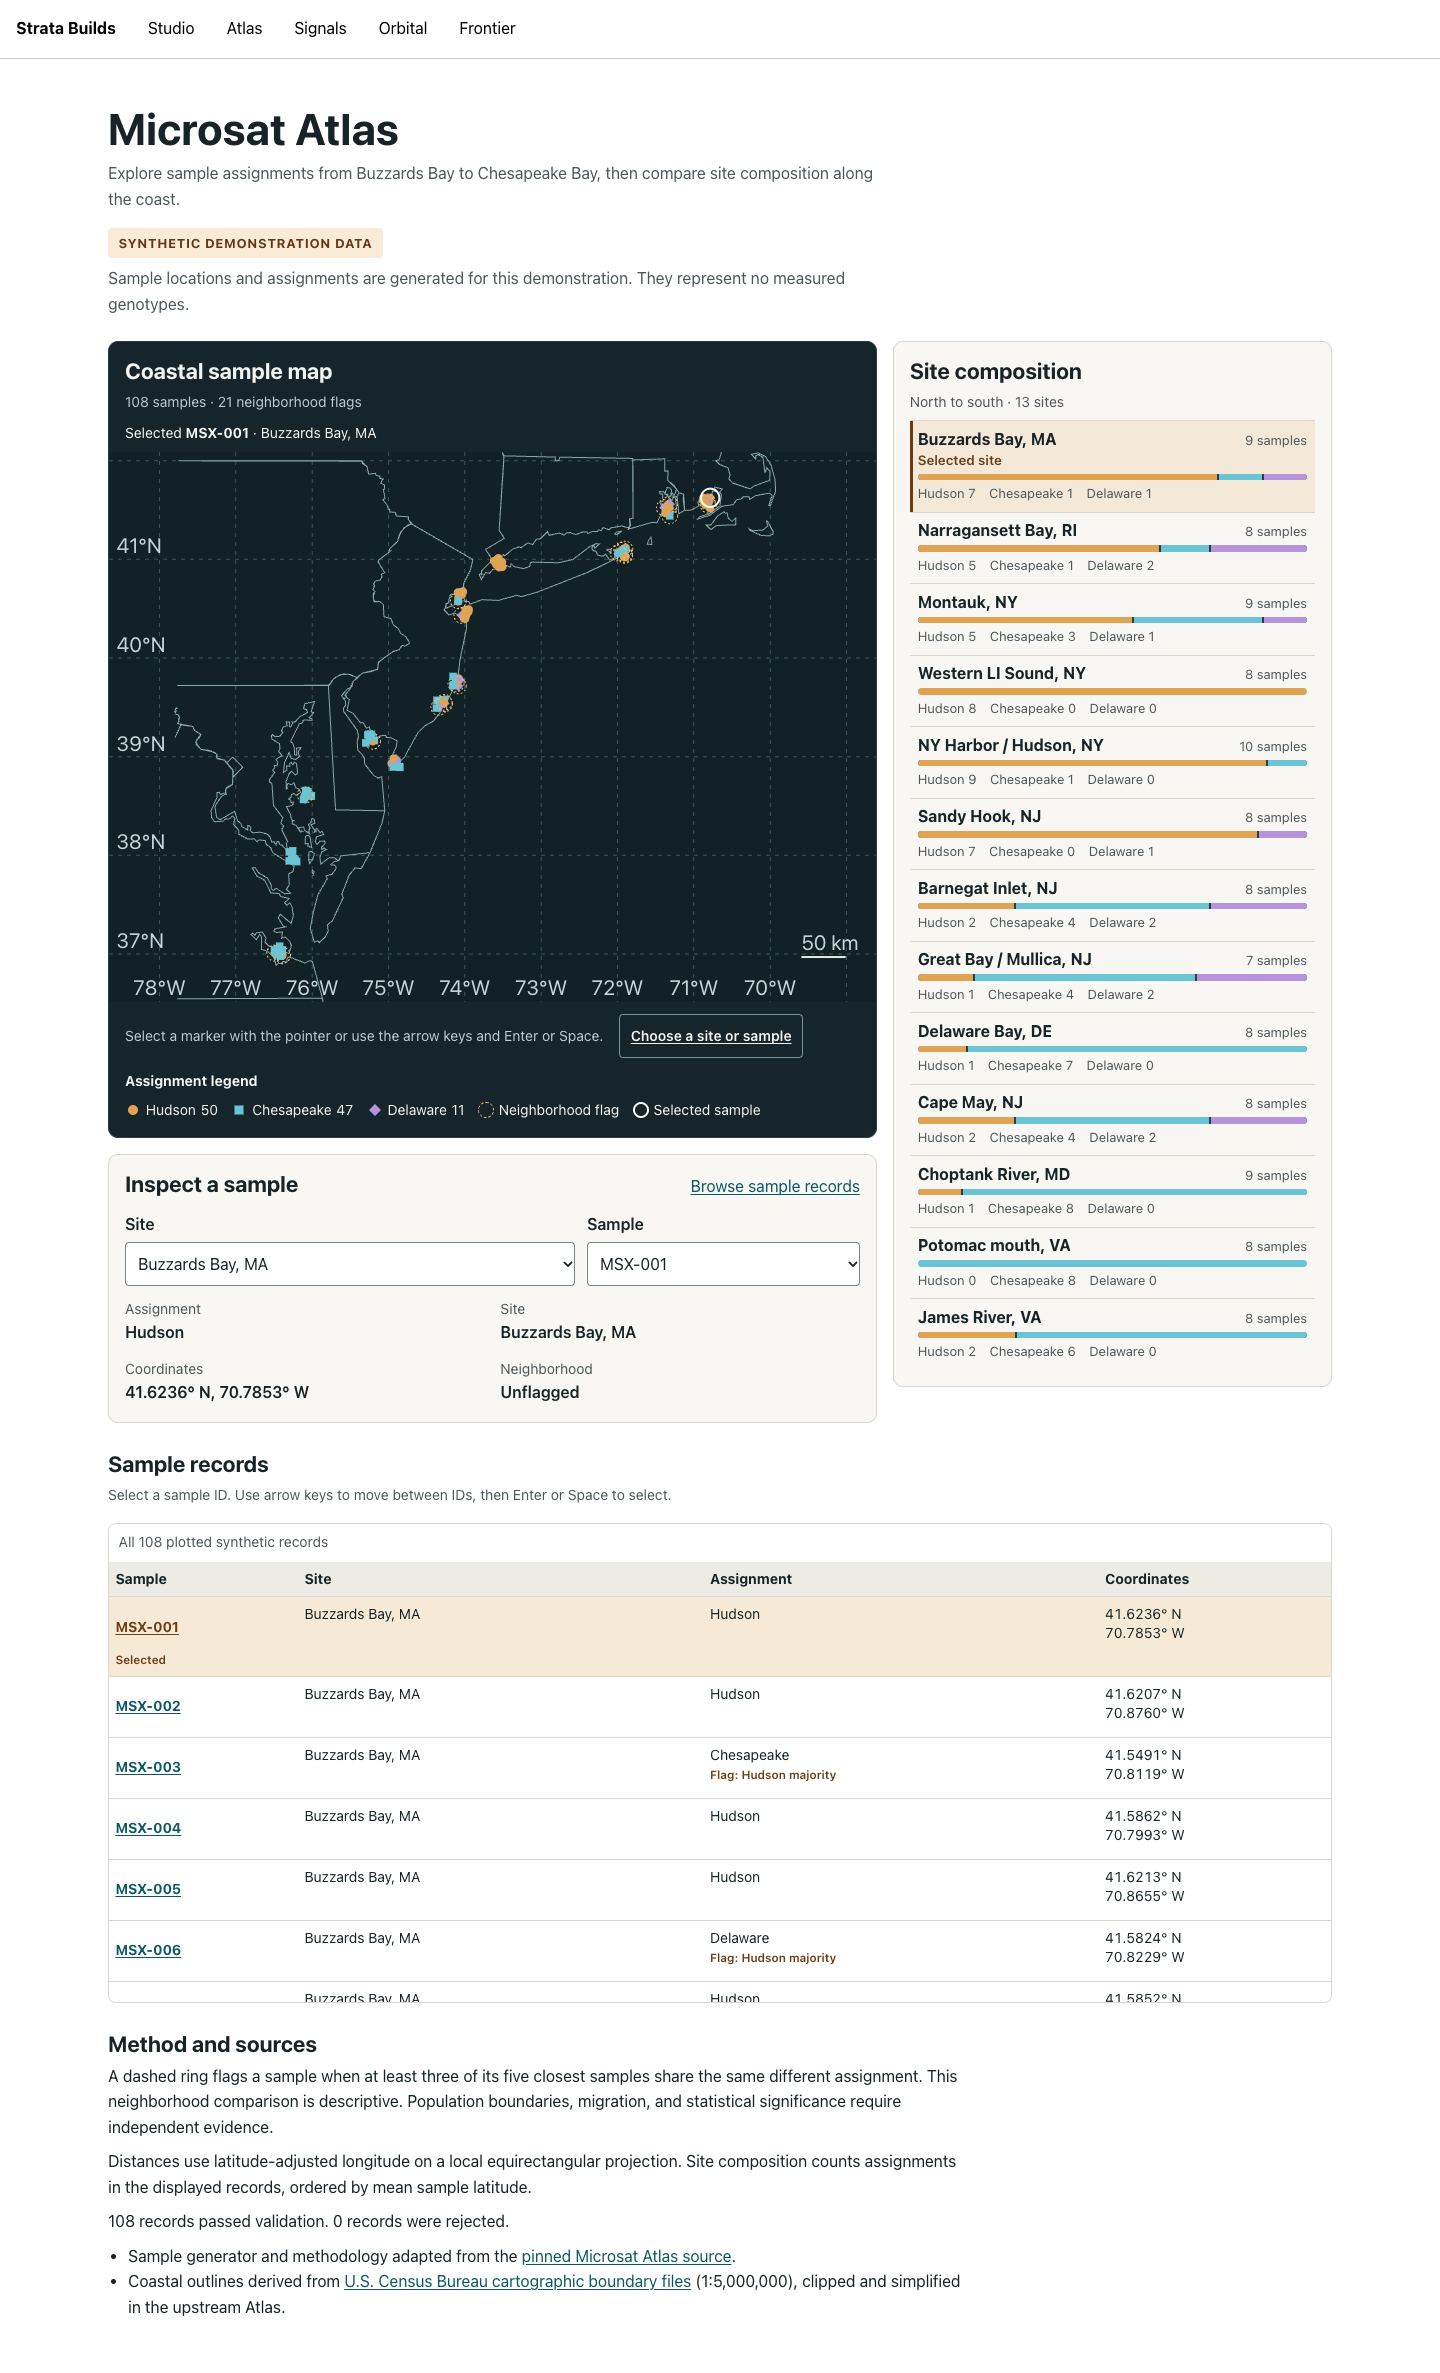 Strata Builds Studio Atlas Signals Orbital Frontier
Microsat Atlas
Explore sample assignments from Buzzards Bay to Chesapeake Bay, then compare site composition along
the coast.
SYNTHETIC DEMONSTRATION DATA
Sample locations and assignments are generated for this demonstration. They represent no measured
genotypes.
Coastal sample map
108 samples · 21 neighborhood flags
Selected MSX-001 · Buzzards Bay, MA
41°N
40°N
39°N
38°N
37°N
50 km
78°W 77°W 76°W 75°W 74°W 73°W 72°W 71°W 70°W
Select a marker with the pointer or use the arrow keys and Enter or Space. Choose a site or sample
Assignment legend
Hudson 50 Chesapeake 47 Delaware 11 Neighborhood flag Selected sample
Site composition
North to south · 13 sites
Buzzards Bay, MA 9 samples
Selected site
Hudson 7 Chesapeake 1 Delaware 1
Narragansett Bay, RI 8 samples
Hudson 5 Chesapeake 1 Delaware 2
Montauk, NY 9 samples
Hudson 5 Chesapeake 3 Delaware 1
Western LI Sound, NY 8 samples
Hudson 8 Chesapeake 0 Delaware 0
NY Harbor / Hudson, NY 10 samples
Hudson 9 Chesapeake 1 Delaware 0
Sandy Hook, NJ 8 samples
Hudson 7 Chesapeake 0 Delaware 1
Barnegat Inlet, NJ 8 samples
Hudson 2 Chesapeake 4 Delaware 2
Great Bay / Mullica, NJ 7 samples
Hudson 1 Chesapeake 4 Delaware 2
Delaware Bay, DE 8 samples
Hudson 1 Chesapeake 7 Delaware 0
Cape May, NJ 8 samples
Hudson 2 Chesapeake 4 Delaware 2
Choptank River, MD 9 samples
Hudson 1 Chesapeake 8 Delaware 0
Potomac mouth, VA 8 samples
Hudson 0 Chesapeake 8 Delaware 0
James River, VA 8 samples
Hudson 2 Chesapeake 6 Delaware 0
Inspect a sample Browse sample records
Site Sample
Buzzards Bay, MA MSX-001
Assignment Site
Hudson Buzzards Bay, MA
Coordinates Neighborhood
41.6236° N, 70.7853° W Unflagged
Sample records
Select a sample ID. Use arrow keys to move between IDs, then Enter or Space to select.
All 108 plotted synthetic records
Sample Site Assignment Coordinates
MSX-001 Buzzards Bay, MA Hudson 41.6236° N
70.7853° W
Selected
MSX-002 Buzzards Bay, MA Hudson 41.6207° N
70.8760° W
MSX-003 Buzzards Bay, MA Chesapeake 41.5491° N
Flag: Hudson majority 70.8119° W
MSX-004 Buzzards Bay, MA Hudson 41.5862° N
70.7993° W
MSX-005 Buzzards Bay, MA Hudson 41.6213° N
70.8655° W
MSX-006 Buzzards Bay, MA Delaware 41.5824° N
Flag: Hudson majority 70.8229° W
Buzzards Bay, MA Hudson 41.5852° N
Method and sources
A dashed ring flags a sample when at least three of its five closest samples share the same different assignment. This
neighborhood comparison is descriptive. Population boundaries, migration, and statistical significance require
independent evidence.
Distances use latitude-adjusted longitude on a local equirectangular projection. Site composition counts assignments
in the displayed records, ordered by mean sample latitude.
108 records passed validation. 0 records were rejected.
• Sample generator and methodology adapted from the pinned Microsat Atlas source.
• Coastal outlines derived from U.S. Census Bureau cartographic boundary files (1:5,000,000), clipped and simplified
in the upstream Atlas.